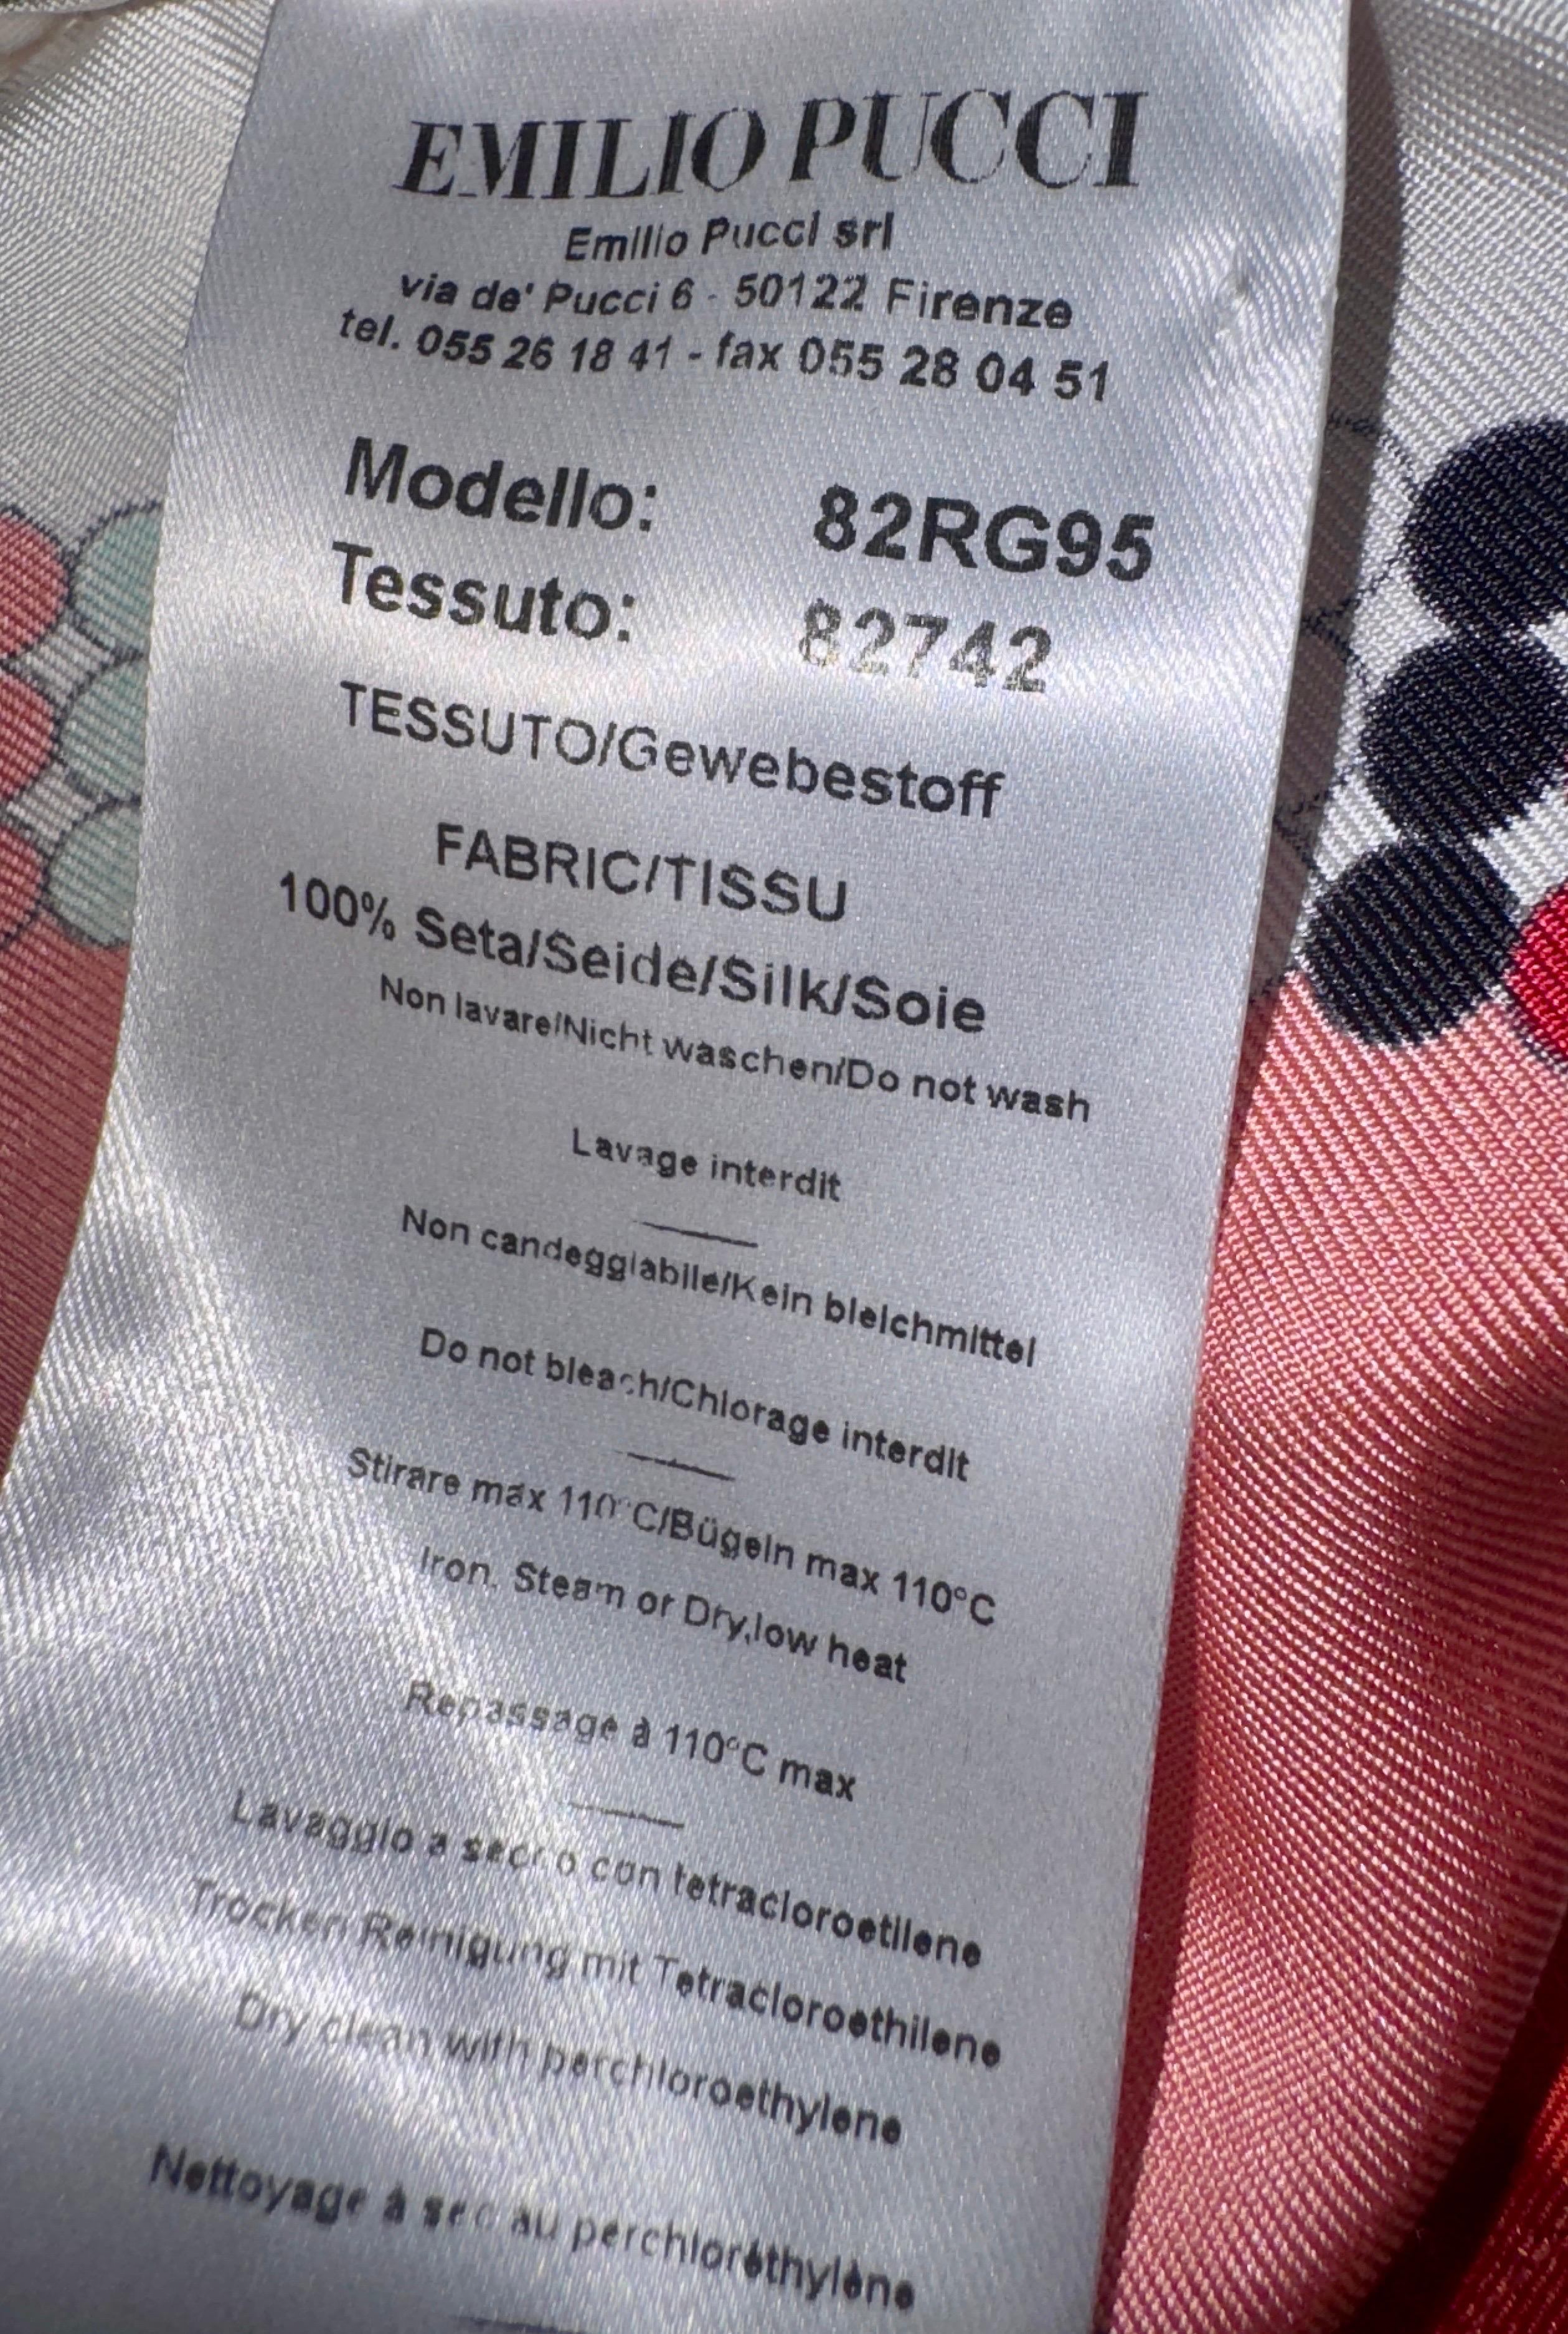 EMILIO PUCCI
Emilio Pucci srl
via de' Pucci 6 - 50122 Firenze
tel. 055 26 18 41 - fax 055 28 04 51
Modello: 82RG95
Tessuto: 82742
TESSUTO/Gewebestoff
FABRIC/TISSU
100% Seta/Seide/Silk/Soie
Non lavare/Nicht waschen/Do not wash
Lavage interdit
Non candeggiabile/Kein bleichmittel
Do not bleach/Chlorage interdit
Stirare max 110°C/Bügeln max 110°C
Iron. Steam or Dry,low heat
Repassage à 110°C max
Lavaggio a secco con tetracloroetilene
Trocken Reinigung mit Tetracloroethilene
Dry clean with perchloroethylene
Nettoyage à sec au perchloréthylène